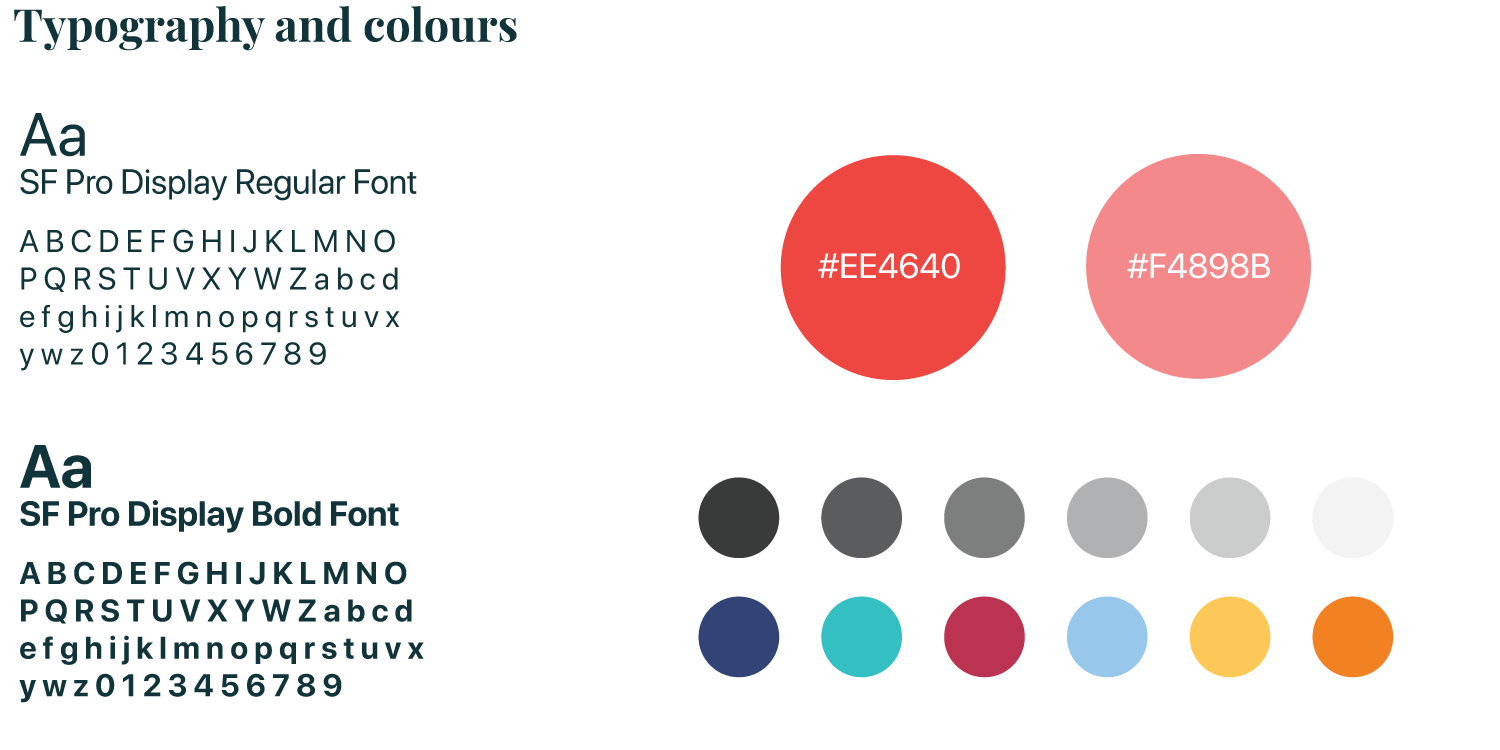 Typography and colours
Aa
SF Pro Display Regular Font
A B C D E F G H I J K L M N O
P Q R S T U V X Y W Z a b c d
e f g h i j k l m n o p q r s t u v x
y w z 0 1 2 3 4 5 6 7 8 9
#EE4640
#F4898B
Aa
SF Pro Display Bold Font
A B C D E F G H I J K L M N O
P Q R S T U V X Y W Z a b c d
e f g h i j k l m n o p q r s t u v x
y w z 0 1 2 3 4 5 6 7 8 9